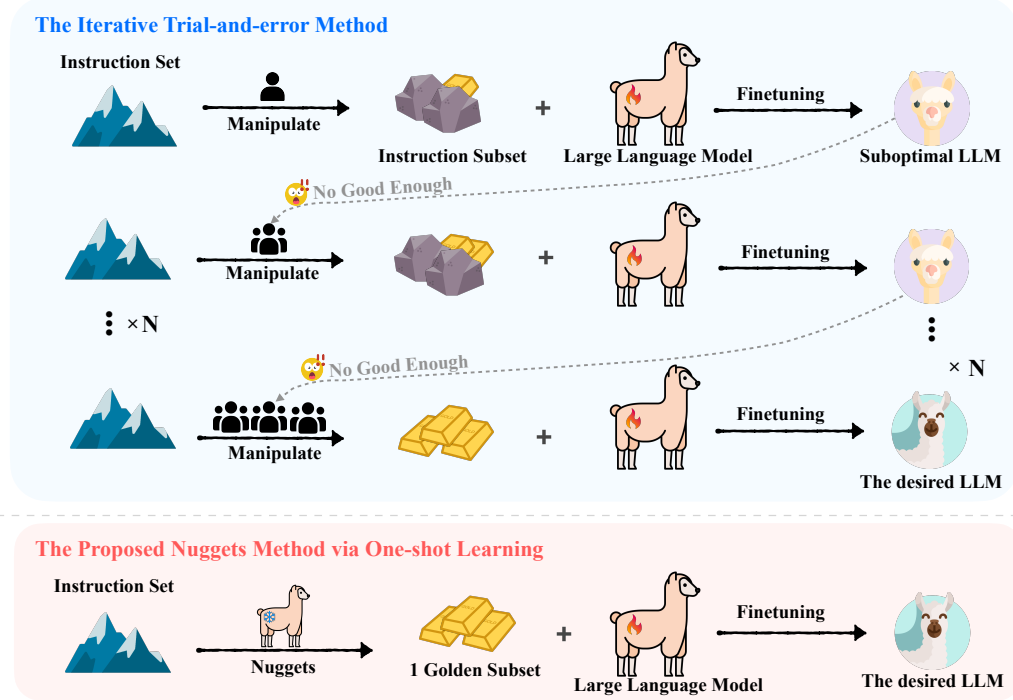 The Iterative Trial-and-error Method
Instruction Set
Manipulate
Finetuning
Instruction Subset
+
Large Language Model
Suboptimal LLM
No Good Enough
Manipulate
+
Finetuning
× N
No Good Enough
× N
Manipulate
+
Finetuning
The desired LLM
The Proposed Nuggets Method via One-shot Learning
Instruction Set
Nuggets
1 Golden Subset
+
Large Language Model
Finetuning
The desired LLM